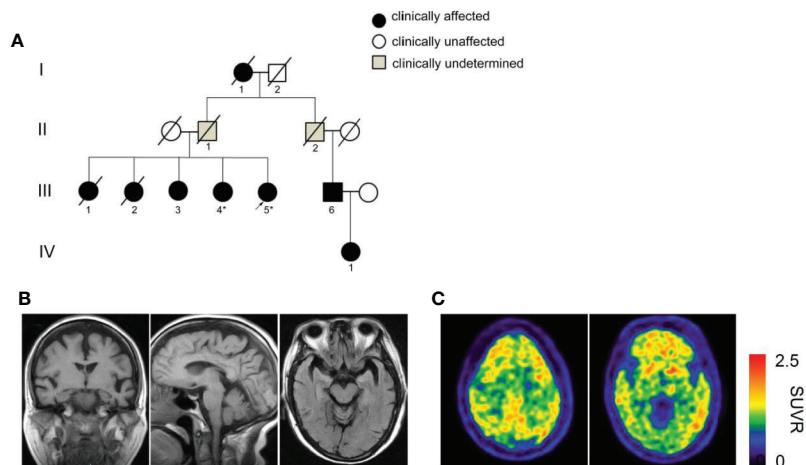 A
clinically affected
clinically unaffected
clinically undetermined
I
1
2
II
1
2
III
1
2
3
4*
5*
6
IV
1
B
C
2.5
SUVR
0